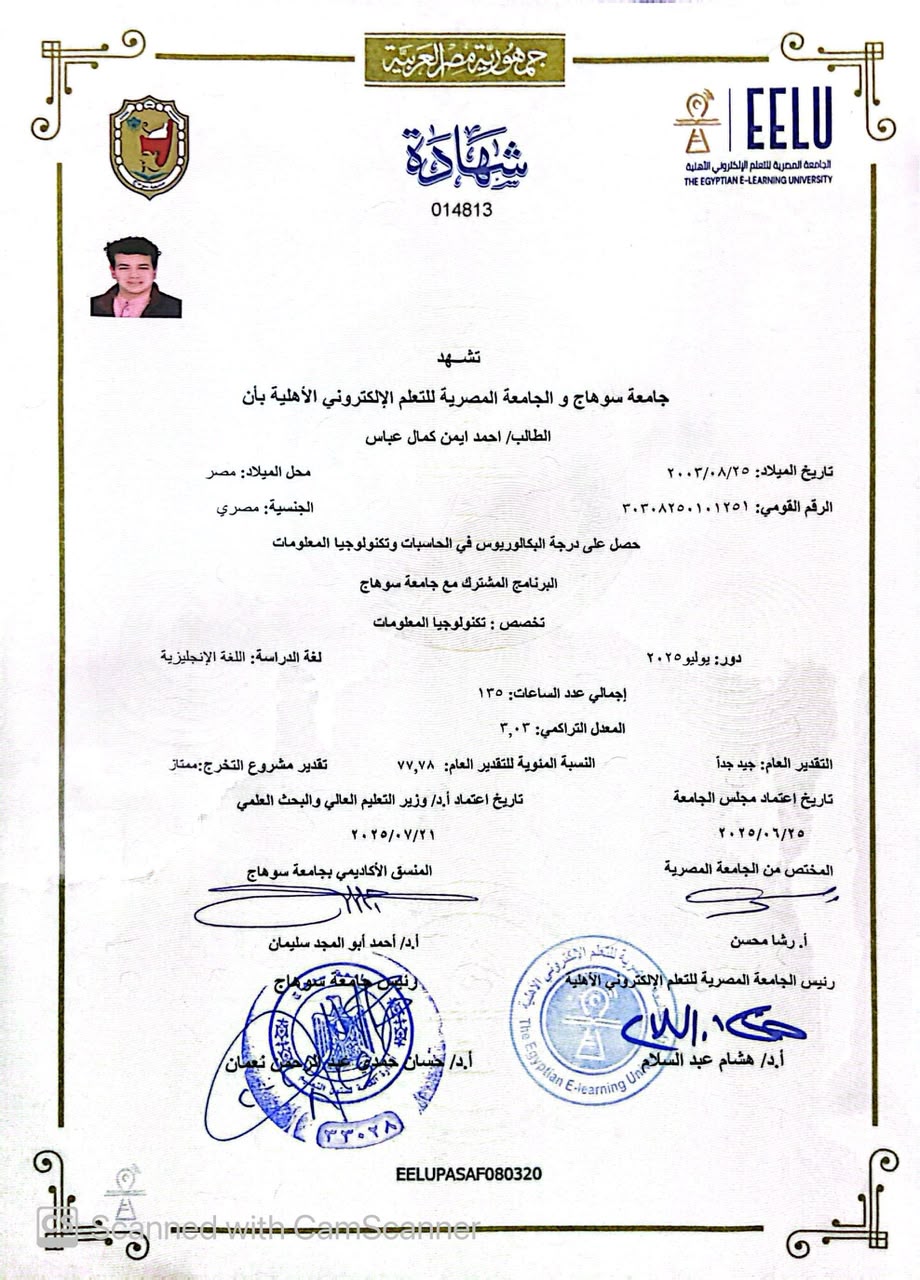 جمهورية مصر العربية
EELU
الجامعة المصرية للتعلم الإلكتروني الأهلية
THE EGYPTIAN E-LEARNING UNIVERSITY
شهادة
014813
تشـــهد
جامعة سوهاج و الجامعة المصرية للتعلم الإلكتروني الأهلية بأن
الطالب/ احمد ايمن كمال عباس
تاريخ الميلاد: ٢٠٠٣/٠٨/٢٥ محل الميلاد: مصر
الرقم القومي: ٣٠٣٠٨٢٥٠١٠١٢٥١ الجنسية: مصري
حصل على درجة البكالوريوس في الحاسبات وتكنولوجيا المعلومات
البرنامج المشترك مع جامعة سوهاج
تخصص : تكنولوجيا المعلومات
دور: يوليو٢٠٢٥ لغة الدراسة: اللغة الإنجليزية
إجمالي عدد الساعات: ١٣٥
المعدل التراكمي: ٣,٠٣
التقدير العام: جيد جداً النسبة المئوية للتقدير العام: ٧٧,٧٨ تقدير مشروع التخرج:ممتاز
تاريخ إعتماد مجلس الجامعة تاريخ اعتماد أ.د/ وزير التعليم العالي والبحث العلمي
٢٠٢٥/٠٦/٢٥ ٢٠٢٥/٠٧/٢١
المختص من الجامعة المصرية المنسق الأكاديمي بجامعة سوهاج
أ. رشا محسن أ.د/ أحمد أبو المجد سليمان
رئيس الجامعة المصرية للتعلم الإلكتروني الأهلية رئيس جامعة سوهاج
أ.د/ هشام عبد السلام أ.د/ حسان حمدي عبد الرحمن نعمان
The Egyptian E-learning
٣٣٠٢٨
EELUPASAF080320
CS Scanned with CamScanner